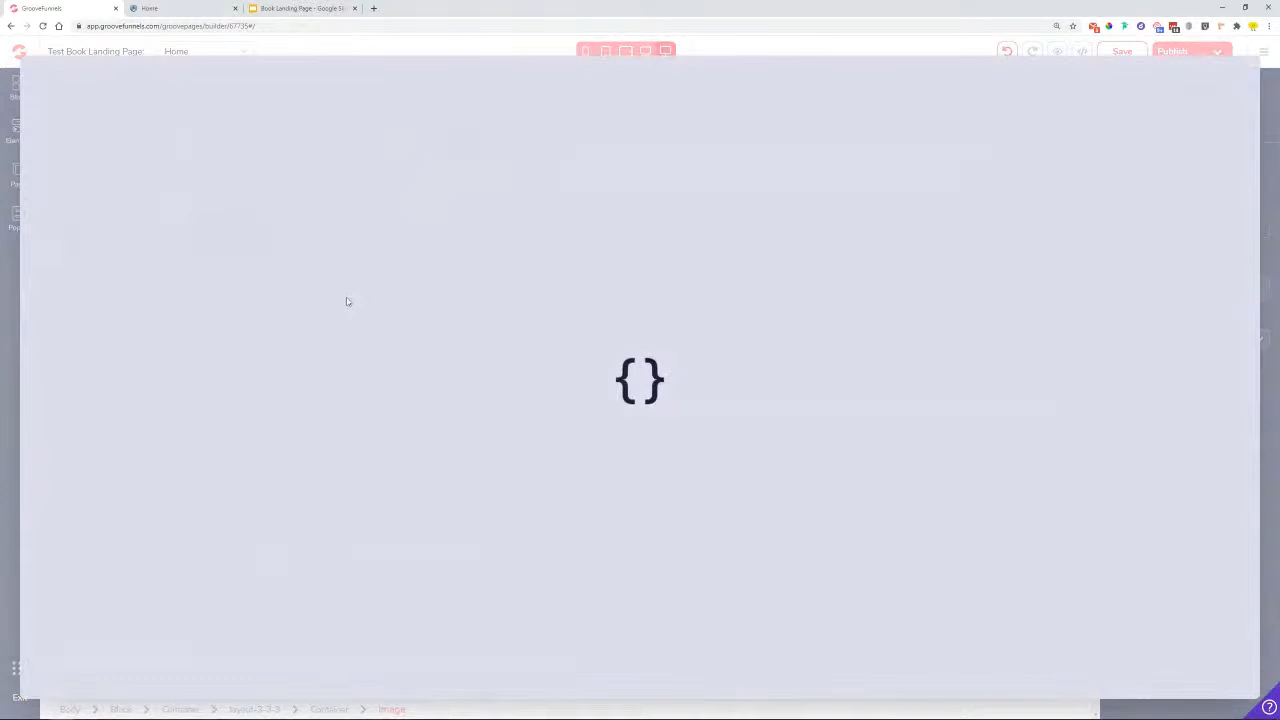 GrooveFunnels
Home
Book Landing Page - Google Sli
app.groovefunnels.com/groovepages/builder/67735#/
Test Book Landing Page:
Home
Save
Publish
{}
Body
Block
Container
layout-3-3-3
Container
Image